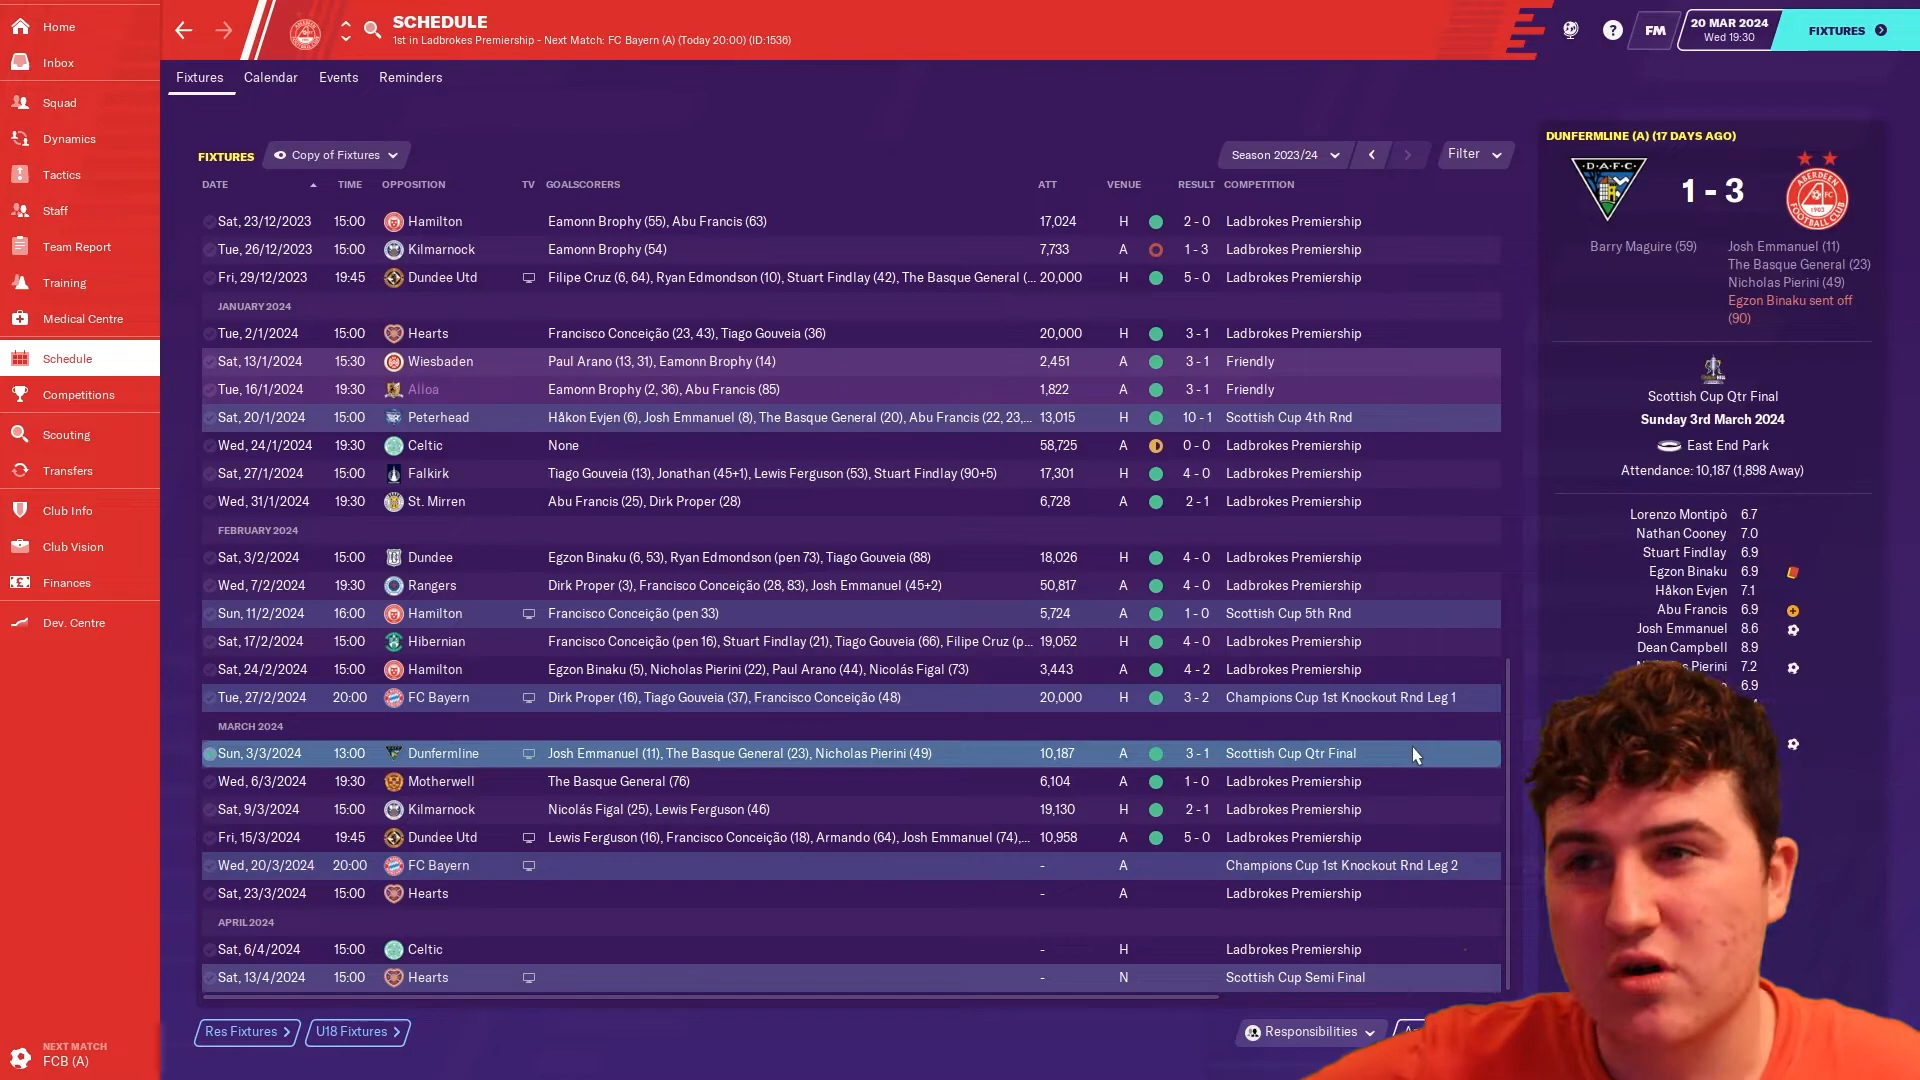 Home
Inbox
Squad
Dynamics
Tactics
Staff
Team Report
Training
Medical Centre
Schedule
Competitions
Scouting
Transfers
Club Info
Club Vision
Finances
Dev. Centre
NEXT MATCH
FCB (A)
SCHEDULE
1st in Ladbrokes Premiership - Next Match: FC Bayern (A) (Today 20:00) (ID:1536)
? FM 20 MAR 2024
Wed 19:30
FIXTURES
Fixtures Calendar Events Reminders
FIXTURES Copy of Fixtures Season 2023/24 Filter
DATE TIME OPPOSITION TV GOALSCORERS ATT VENUE RESULT COMPETITION
Sat, 23/12/2023 15:00 Hamilton Eamonn Brophy (55), Abu Francis (63) 17,024 H 2 - 0 Ladbrokes Premiership
Tue, 26/12/2023 15:00 Kilmarnock Eamonn Brophy (54) 7,733 A 1 - 3 Ladbrokes Premiership
Fri, 29/12/2023 19:45 Dundee Utd Filipe Cruz (6, 64), Ryan Edmondson (10), Stuart Findlay (42), The Basque General (... 20,000 H 5 - 0 Ladbrokes Premiership
JANUARY 2024
Tue, 2/1/2024 15:00 Hearts Francisco Conceição (23, 43), Tiago Gouveia (36) 20,000 H 3 - 1 Ladbrokes Premiership
Sat, 13/1/2024 15:30 Wiesbaden Paul Arano (13, 31), Eamonn Brophy (14) 2,451 A 3 - 1 Friendly
Tue, 16/1/2024 19:30 Alloa Eamonn Brophy (2, 36), Abu Francis (85) 1,822 A 3 - 1 Friendly
Sat, 20/1/2024 15:00 Peterhead Håkon Evjen (6), Josh Emmanuel (8), The Basque General (20), Abu Francis (22, 23,... 13,015 H 10 - 1 Scottish Cup 4th Rnd
Wed, 24/1/2024 19:30 Celtic None 58,725 A 0 - 0 Ladbrokes Premiership
Sat, 27/1/2024 15:00 Falkirk Tiago Gouveia (13), Jonathan (45+1), Lewis Ferguson (53), Stuart Findlay (90+5) 17,301 H 4 - 0 Ladbrokes Premiership
Wed, 31/1/2024 19:30 St. Mirren Abu Francis (25), Dirk Proper (28) 6,728 A 2 - 1 Ladbrokes Premiership
FEBRUARY 2024
Sat, 3/2/2024 15:00 Dundee Egzon Binaku (6, 53), Ryan Edmondson (pen 73), Tiago Gouveia (88) 18,026 H 4 - 0 Ladbrokes Premiership
Wed, 7/2/2024 19:30 Rangers Dirk Proper (3), Francisco Conceição (28, 83), Josh Emmanuel (45+2) 50,817 A 4 - 0 Ladbrokes Premiership
Sun, 11/2/2024 16:00 Hamilton Francisco Conceição (pen 33) 5,724 A 1 - 0 Scottish Cup 5th Rnd
Sat, 17/2/2024 15:00 Hibernian Francisco Conceição (pen 16), Stuart Findlay (21), Tiago Gouveia (66), Filipe Cruz (p... 19,052 H 4 - 0 Ladbrokes Premiership
Sat, 24/2/2024 15:00 Hamilton Egzon Binaku (5), Nicholas Pierini (22), Paul Arano (44), Nicolás Figal (73) 3,443 A 4 - 2 Ladbrokes Premiership
Tue, 27/2/2024 20:00 FC Bayern Dirk Proper (16), Tiago Gouveia (37), Francisco Conceição (48) 20,000 H 3 - 2 Champions Cup 1st Knockout Rnd Leg 1
MARCH 2024
Sun, 3/3/2024 13:00 Dunfermline Josh Emmanuel (11), The Basque General (23), Nicholas Pierini (49) 10,187 A 3 - 1 Scottish Cup Qtr Final
Wed, 6/3/2024 19:30 Motherwell The Basque General (76) 6,104 A 1 - 0 Ladbrokes Premiership
Sat, 9/3/2024 15:00 Kilmarnock Nicolás Figal (25), Lewis Ferguson (46) 19,130 H 2 - 1 Ladbrokes Premiership
Fri, 15/3/2024 19:45 Dundee Utd Lewis Ferguson (16), Francisco Conceição (18), Armando (64), Josh Emmanuel (74),... 10,958 A 5 - 0 Ladbrokes Premiership
Wed, 20/3/2024 20:00 FC Bayern - A Champions Cup 1st Knockout Rnd Leg 2
Sat, 23/3/2024 15:00 Hearts - A Ladbrokes Premiership
APRIL 2024
Sat, 6/4/2024 15:00 Celtic - H Ladbrokes Premiership
Sat, 13/4/2024 15:00 Hearts - N Scottish Cup Semi Final
Res Fixtures U18 Fixtures Responsibilities
DUNFERMLINE (A) (17 DAYS AGO)
D.A.F.C
1 - 3
ABERDEEN
FOOTBALL CLUB
1903
Barry Maguire (59) Josh Emmanuel (11)
The Basque General (23)
Nicholas Pierini (49)
Egzon Binaku sent off
(90)
Scottish Cup Qtr Final
Sunday 3rd March 2024
East End Park
Attendance: 10,187 (1,898 Away)
Lorenzo Montipò 6.7
Nathan Cooney 7.0
Stuart Findlay 6.9
Egzon Binaku 6.9
Håkon Evjen 7.1
Abu Francis 6.9
Josh Emmanuel 8.6
Dean Campbell 8.9
Pierini 7.2
6.9